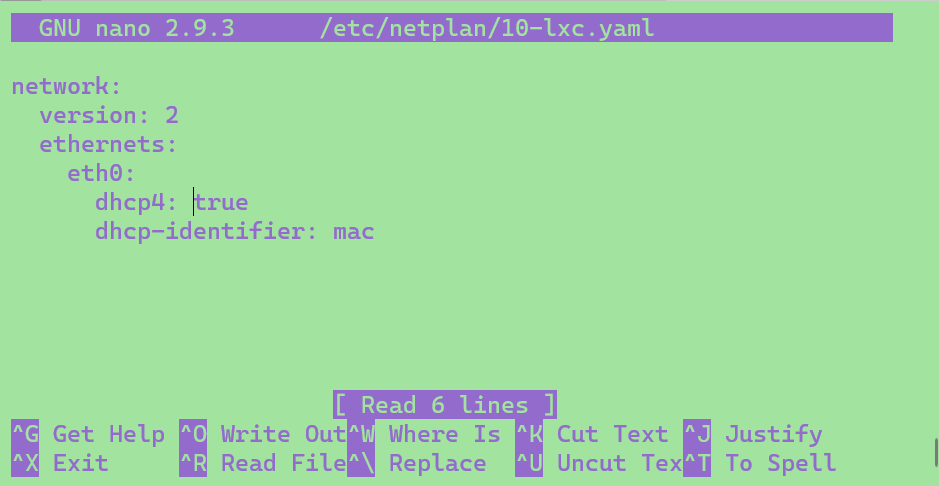 GNU nano 2.9.3      /etc/netplan/10-lxc.yaml
network:
  version: 2
  ethernets:
    eth0:
      dhcp4: true
      dhcp-identifier: mac
[ Read 6 lines ]
^G Get Help ^O Write Out^W Where Is ^K Cut Text ^J Justify
^X Exit     ^R Read File^\ Replace  ^U Uncut Tex^T To Spell